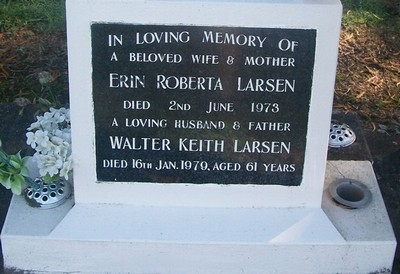 In Loving Memory Of
A Beloved Wife & Mother
Erin Roberta Larsen
Died 2nd June 1973
A Loving Husband & Father
Walter Keith Larsen
Died 16th Jan. 1979, Aged 61 Years